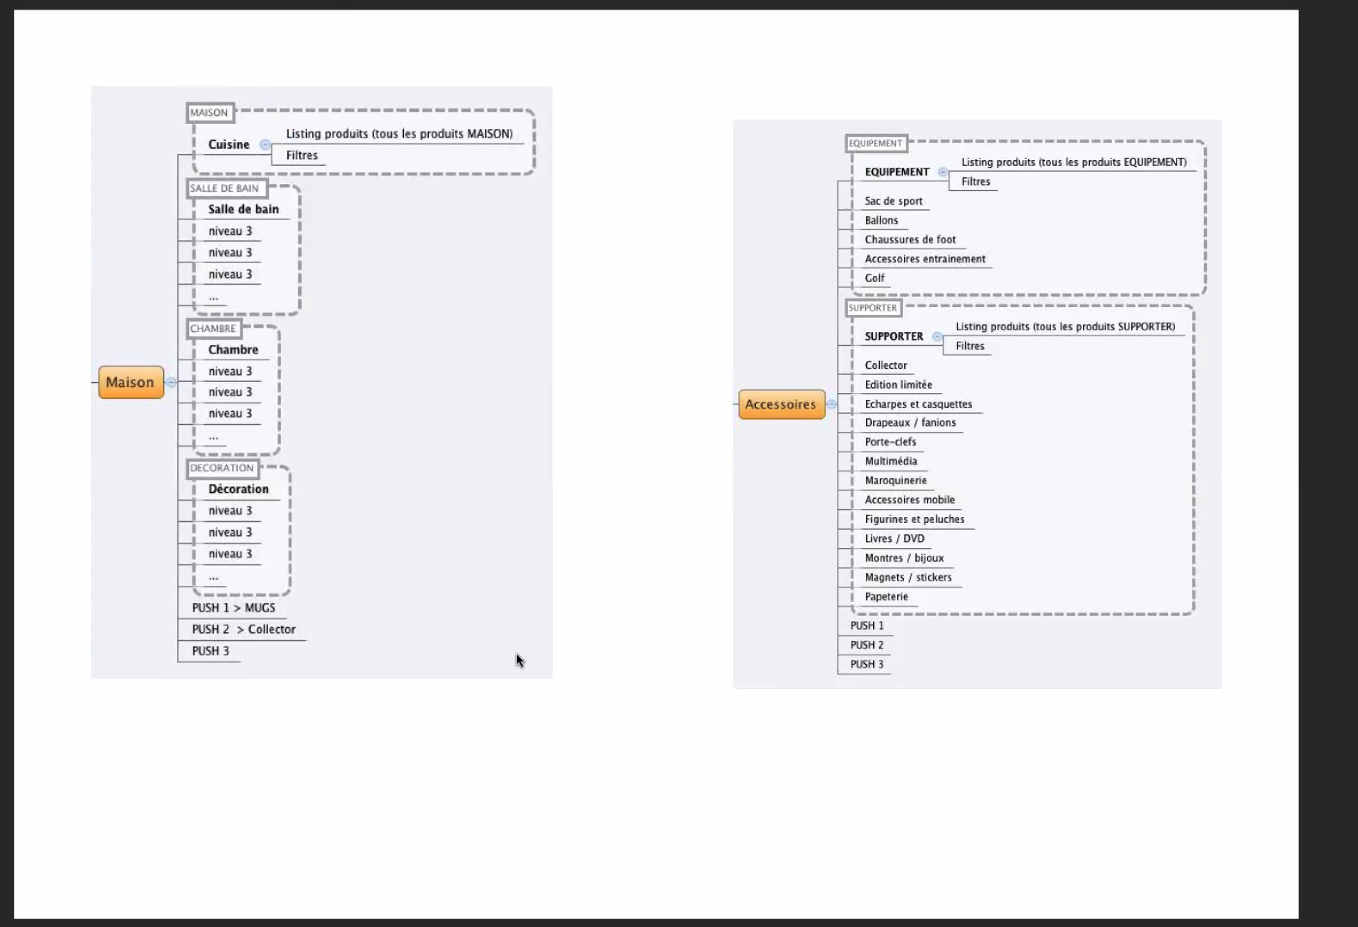 MAISON
Listing produits (tous les produits MAISON)
Cuisine
Filtres
SALLE DE BAIN
Salle de bain
niveau 3
niveau 3
niveau 3
...
CHAMBRE
Chambre
niveau 3
Maison
niveau 3
niveau 3
...
DECORATION
Décoration
niveau 3
niveau 3
niveau 3
...
PUSH 1 > MUGS
PUSH 2 > Collector
PUSH 3
EQUIPEMENT
Listing produits (tous les produits EQUIPEMENT)
EQUIPEMENT
Filtres
Sac de sport
Ballons
Chaussures de foot
Accessoires entrainement
Golf
SUPPORTER
Listing produits (tous les produits SUPPORTER)
SUPPORTER
Filtres
Collector
Edition limitée
Accessoires
Echarpes et casquettes
Drapeaux / fanions
Porte-clefs
Multimédia
Maroquinerie
Accessoires mobile
Figurines et peluches
Livres / DVD
Montres / bijoux
Magnets / stickers
Papeterie
PUSH 1
PUSH 2
PUSH 3